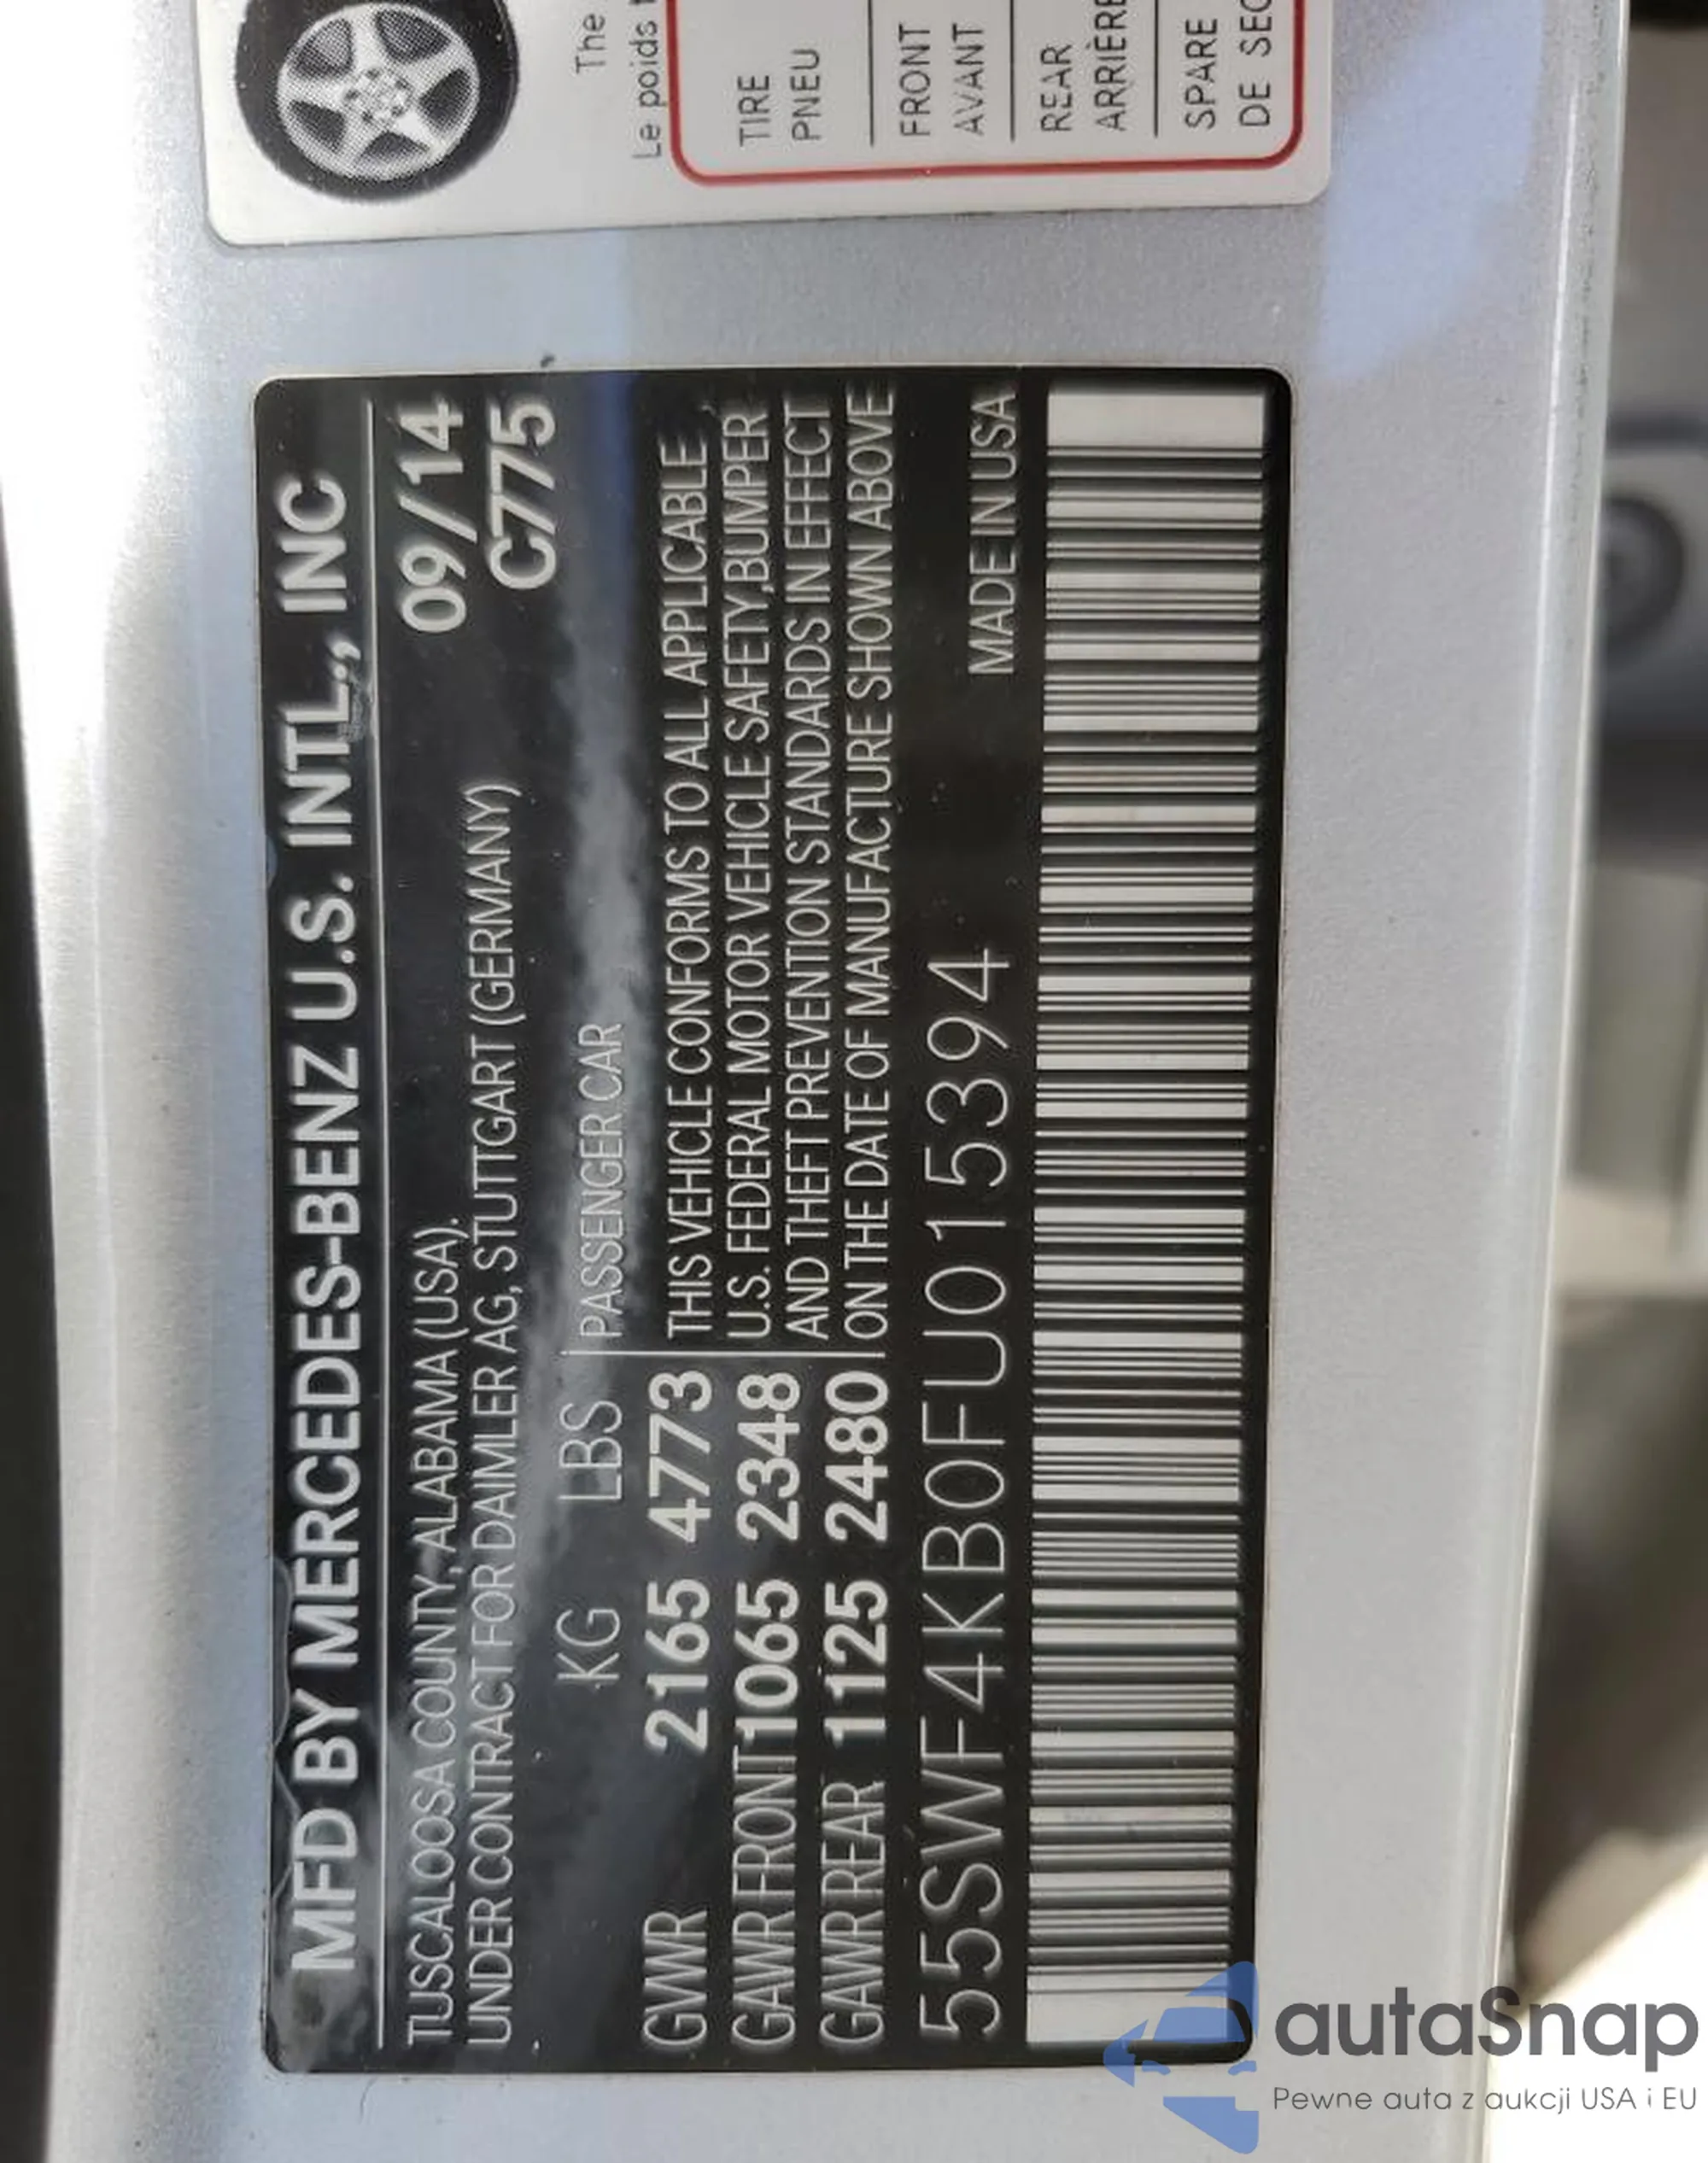 The
Le poids
TIRE
PNEU
FRONT
AVANT
REAR
ARRIÈRE
SPARE
DE SEC
MFD BY MERCEDES-BENZ U.S. INTL., INC
TUSCALOOSA COUNTY, ALABAMA (USA). 09/14
UNDER CONTRACT FOR DAIMLER AG, STUTTGART (GERMANY) C775
KG LBS PASSENGER CAR
GVWR 2165 4773 THIS VEHICLE CONFORMS TO ALL APPLICABLE
GAWR FRONT 1065 2348 U.S. FEDERAL MOTOR VEHICLE SAFETY, BUMPER
AND THEFT PREVENTION STANDARDS IN EFFECT
GAWR REAR 1125 2480 ON THE DATE OF MANUFACTURE SHOWN ABOVE
55SWF4KB0FU015394 MADE IN USA
autaSnap
Pewne auta z aukcji USA i EU